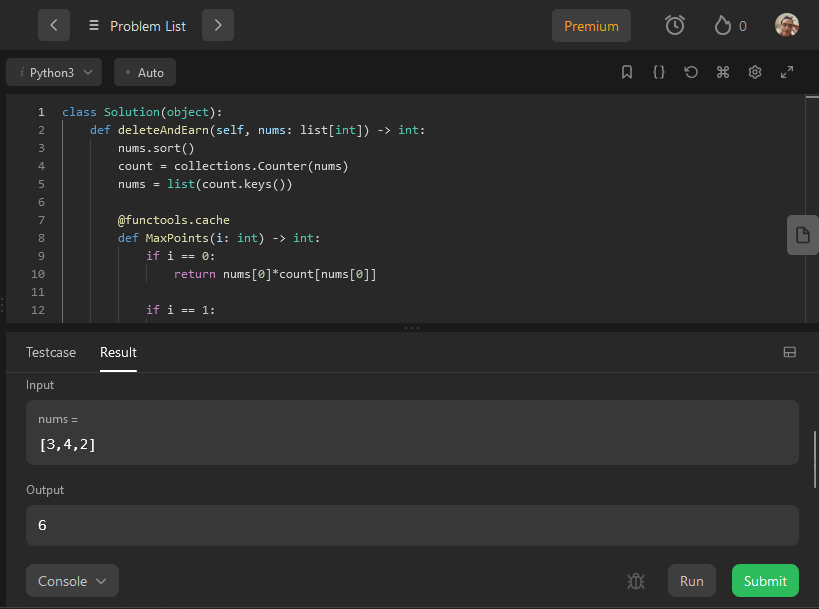 Problem List
Premium
0
i Python3
Auto
{}
1 class Solution(object):
2 def deleteAndEarn(self, nums: list[int]) -> int:
3 nums.sort()
4 count = collections.Counter(nums)
5 nums = list(count.keys())
6
7 @functools.cache
8 def MaxPoints(i: int) -> int:
9 if i == 0:
10 return nums[0]*count[nums[0]]
11
12 if i == 1:
Testcase Result
Input
nums =
[3,4,2]
Output
6
Console
Run
Submit